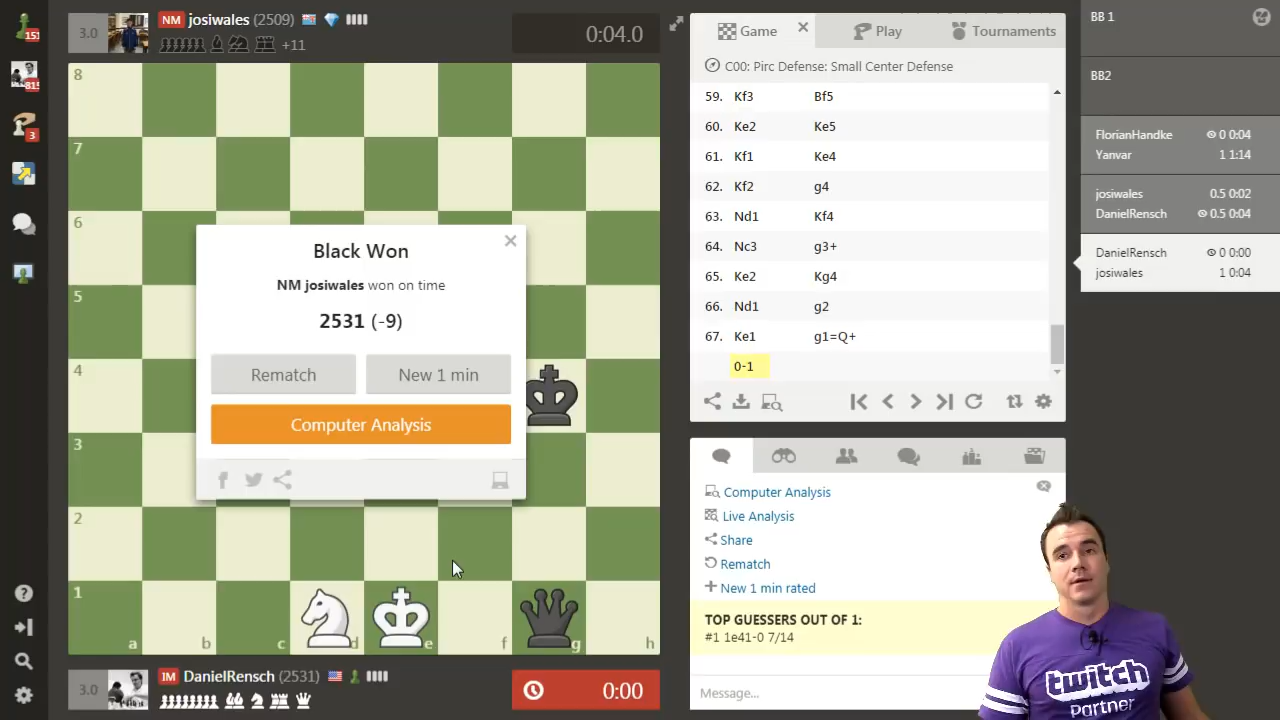 151
815
3
3.0
NM josiwales (2509)
+11
0:04.0
8
7
6
5
4
3
2
1
a b c d e f g h
Black Won
NM josiwales won on time
2531 (-9)
Rematch
New 1 min
Computer Analysis
3.0
IM DanielRensch (2531)
0:00
Game
Play
Tournaments
C00: Pirc Defense: Small Center Defense
59. Kf3 Bf5
60. Ke2 Ke5
61. Kf1 Ke4
62. Kf2 g4
63. Nd1 Kf4
64. Nc3 g3+
65. Ke2 Kg4
66. Nd1 g2
67. Ke1 g1=Q+
0-1
Computer Analysis
Live Analysis
Share
Rematch
New 1 min rated
TOP GUESSERS OUT OF 1:
#1 1e41-0 7/14
Message...
BB 1
BB2
FlorianHandke 0 0:04
Yanvar 1 1:14
josiwales 0.5 0:02
DanielRensch 0.5 0:04
DanielRensch 0 0:00
josiwales 1 0:04
twitch
Partner